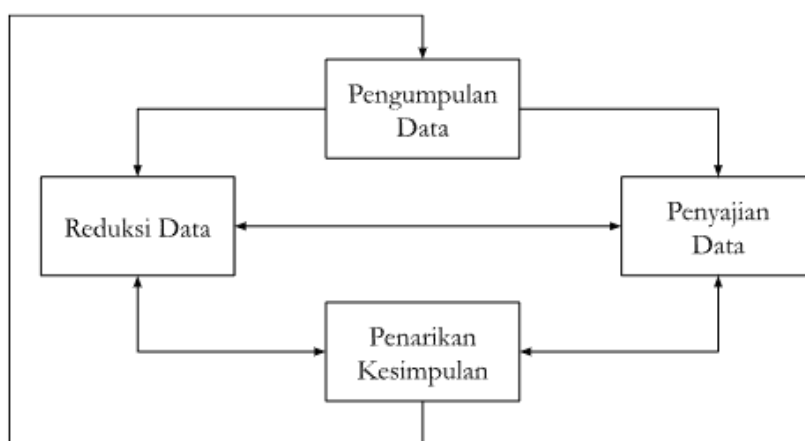 Pengumpulan
Data
Reduksi Data
Penyajian
Data
Penarikan
Kesimpulan